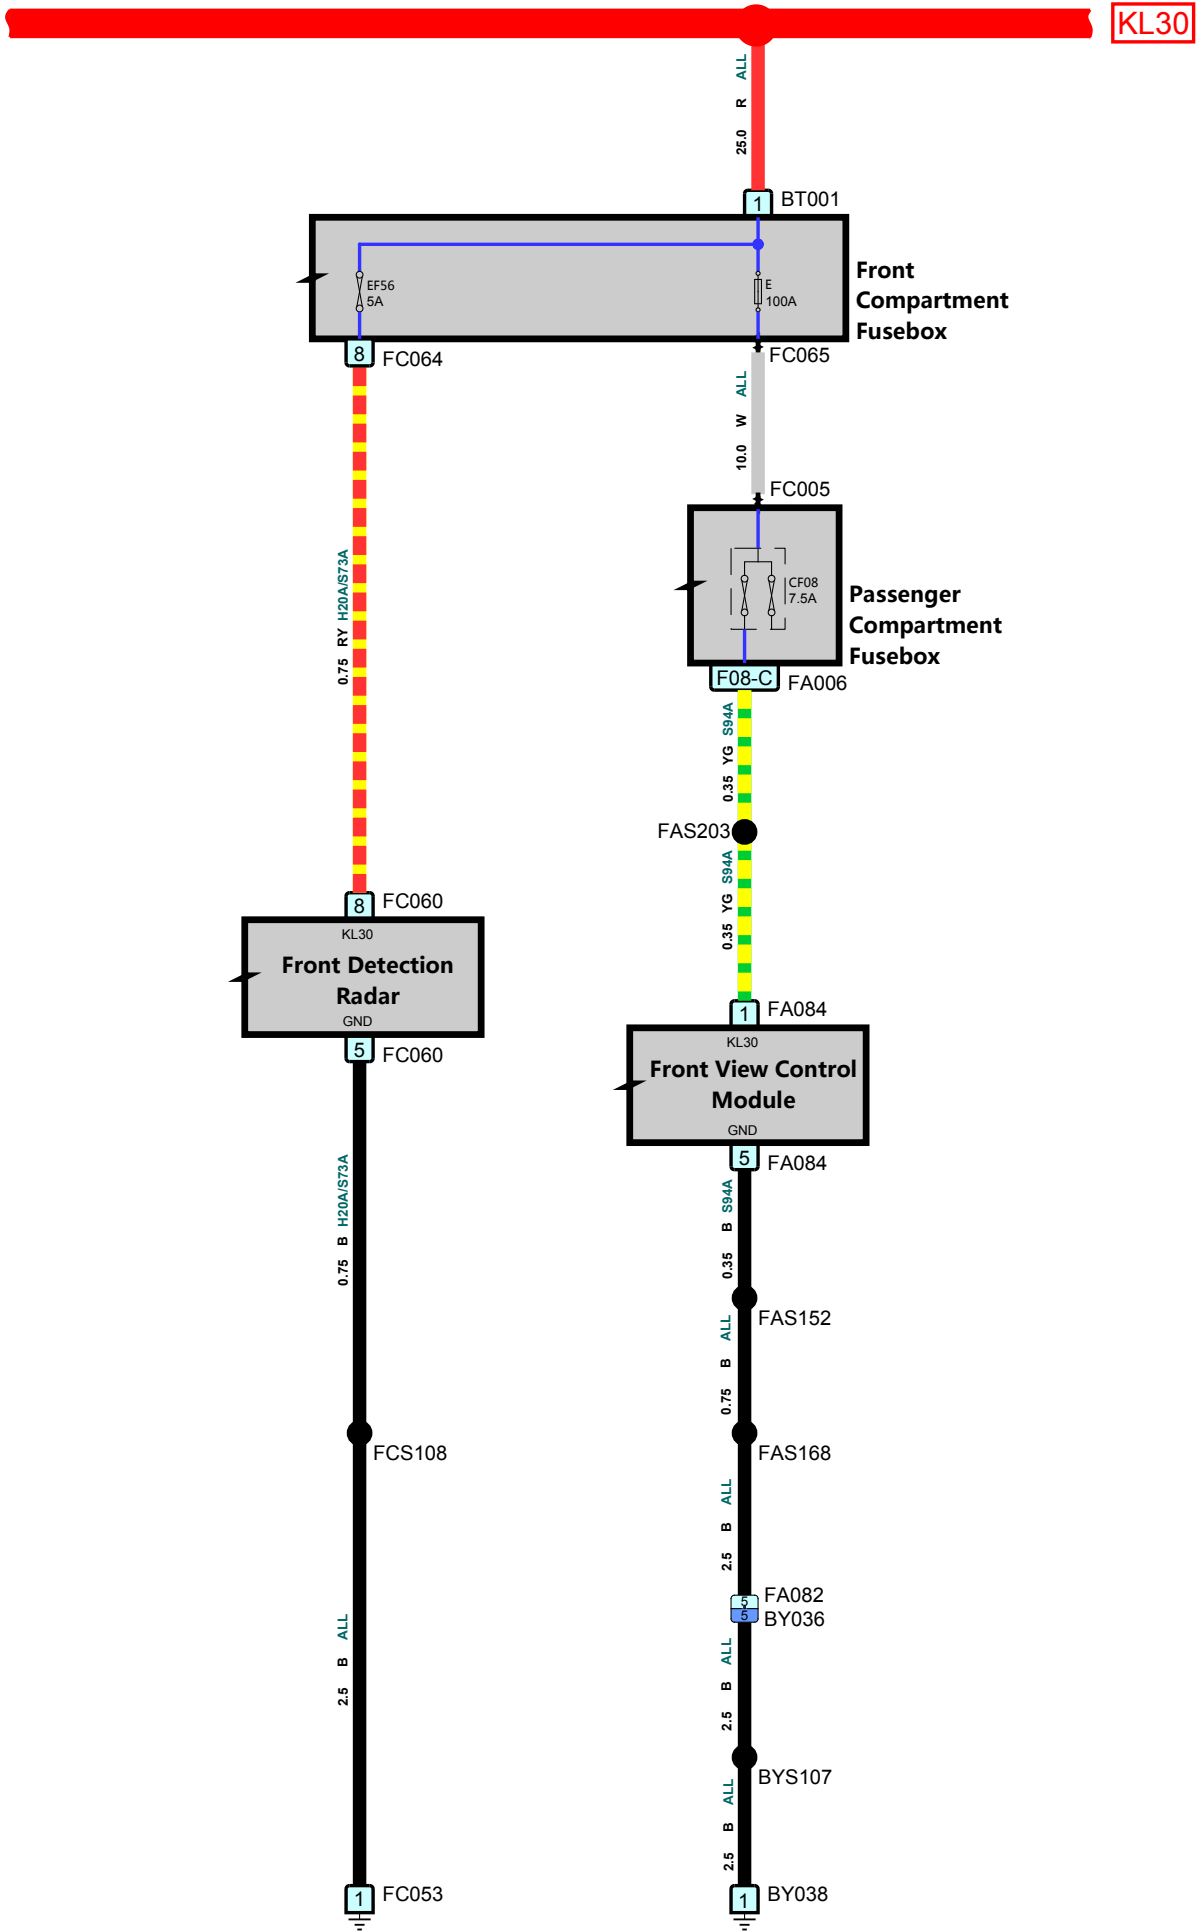 KL30
25.0 R ALL
1 BT001
EF56
5A
E
100A
Front
Compartment
Fusebox
8 FC064
FC065
10.0 W ALL
FC005
CF08
7.5A
Passenger
Compartment
Fusebox
F08-C FA006
0.75 RY H20A/S73A
0.35 YG S94A
FAS203
0.35 YG S94A
8 FC060
KL30
Front Detection
Radar
GND
5 FC060
1 FA084
KL30
Front View Control
Module
GND
5 FA084
0.75 B H20A/S73A
0.35 B S94A
FAS152
0.75 B ALL
FCS108
FAS168
2.5 B ALL
5 FA082
5 BY036
2.5 B ALL
2.5 B ALL
BYS107
2.5 B ALL
1 FC053
1 BY038